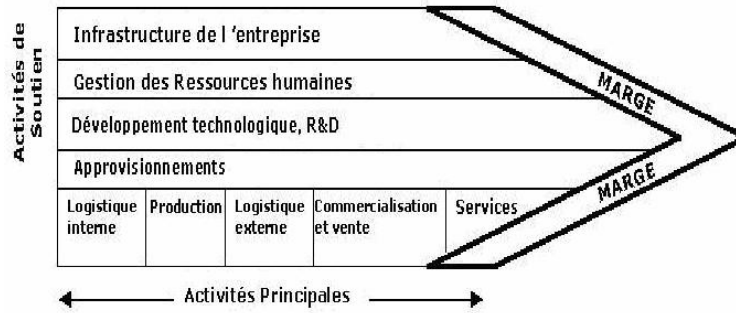 Activités de
Soutien
Infrastructure de l 'entreprise
Gestion des Ressources humaines
Développement technologique, R&D
Approvisionnements
MARGE
MARGE
Logistique
interne
Production
Logistique
externe
Commercialisation
et vente
Services
Activités Principales